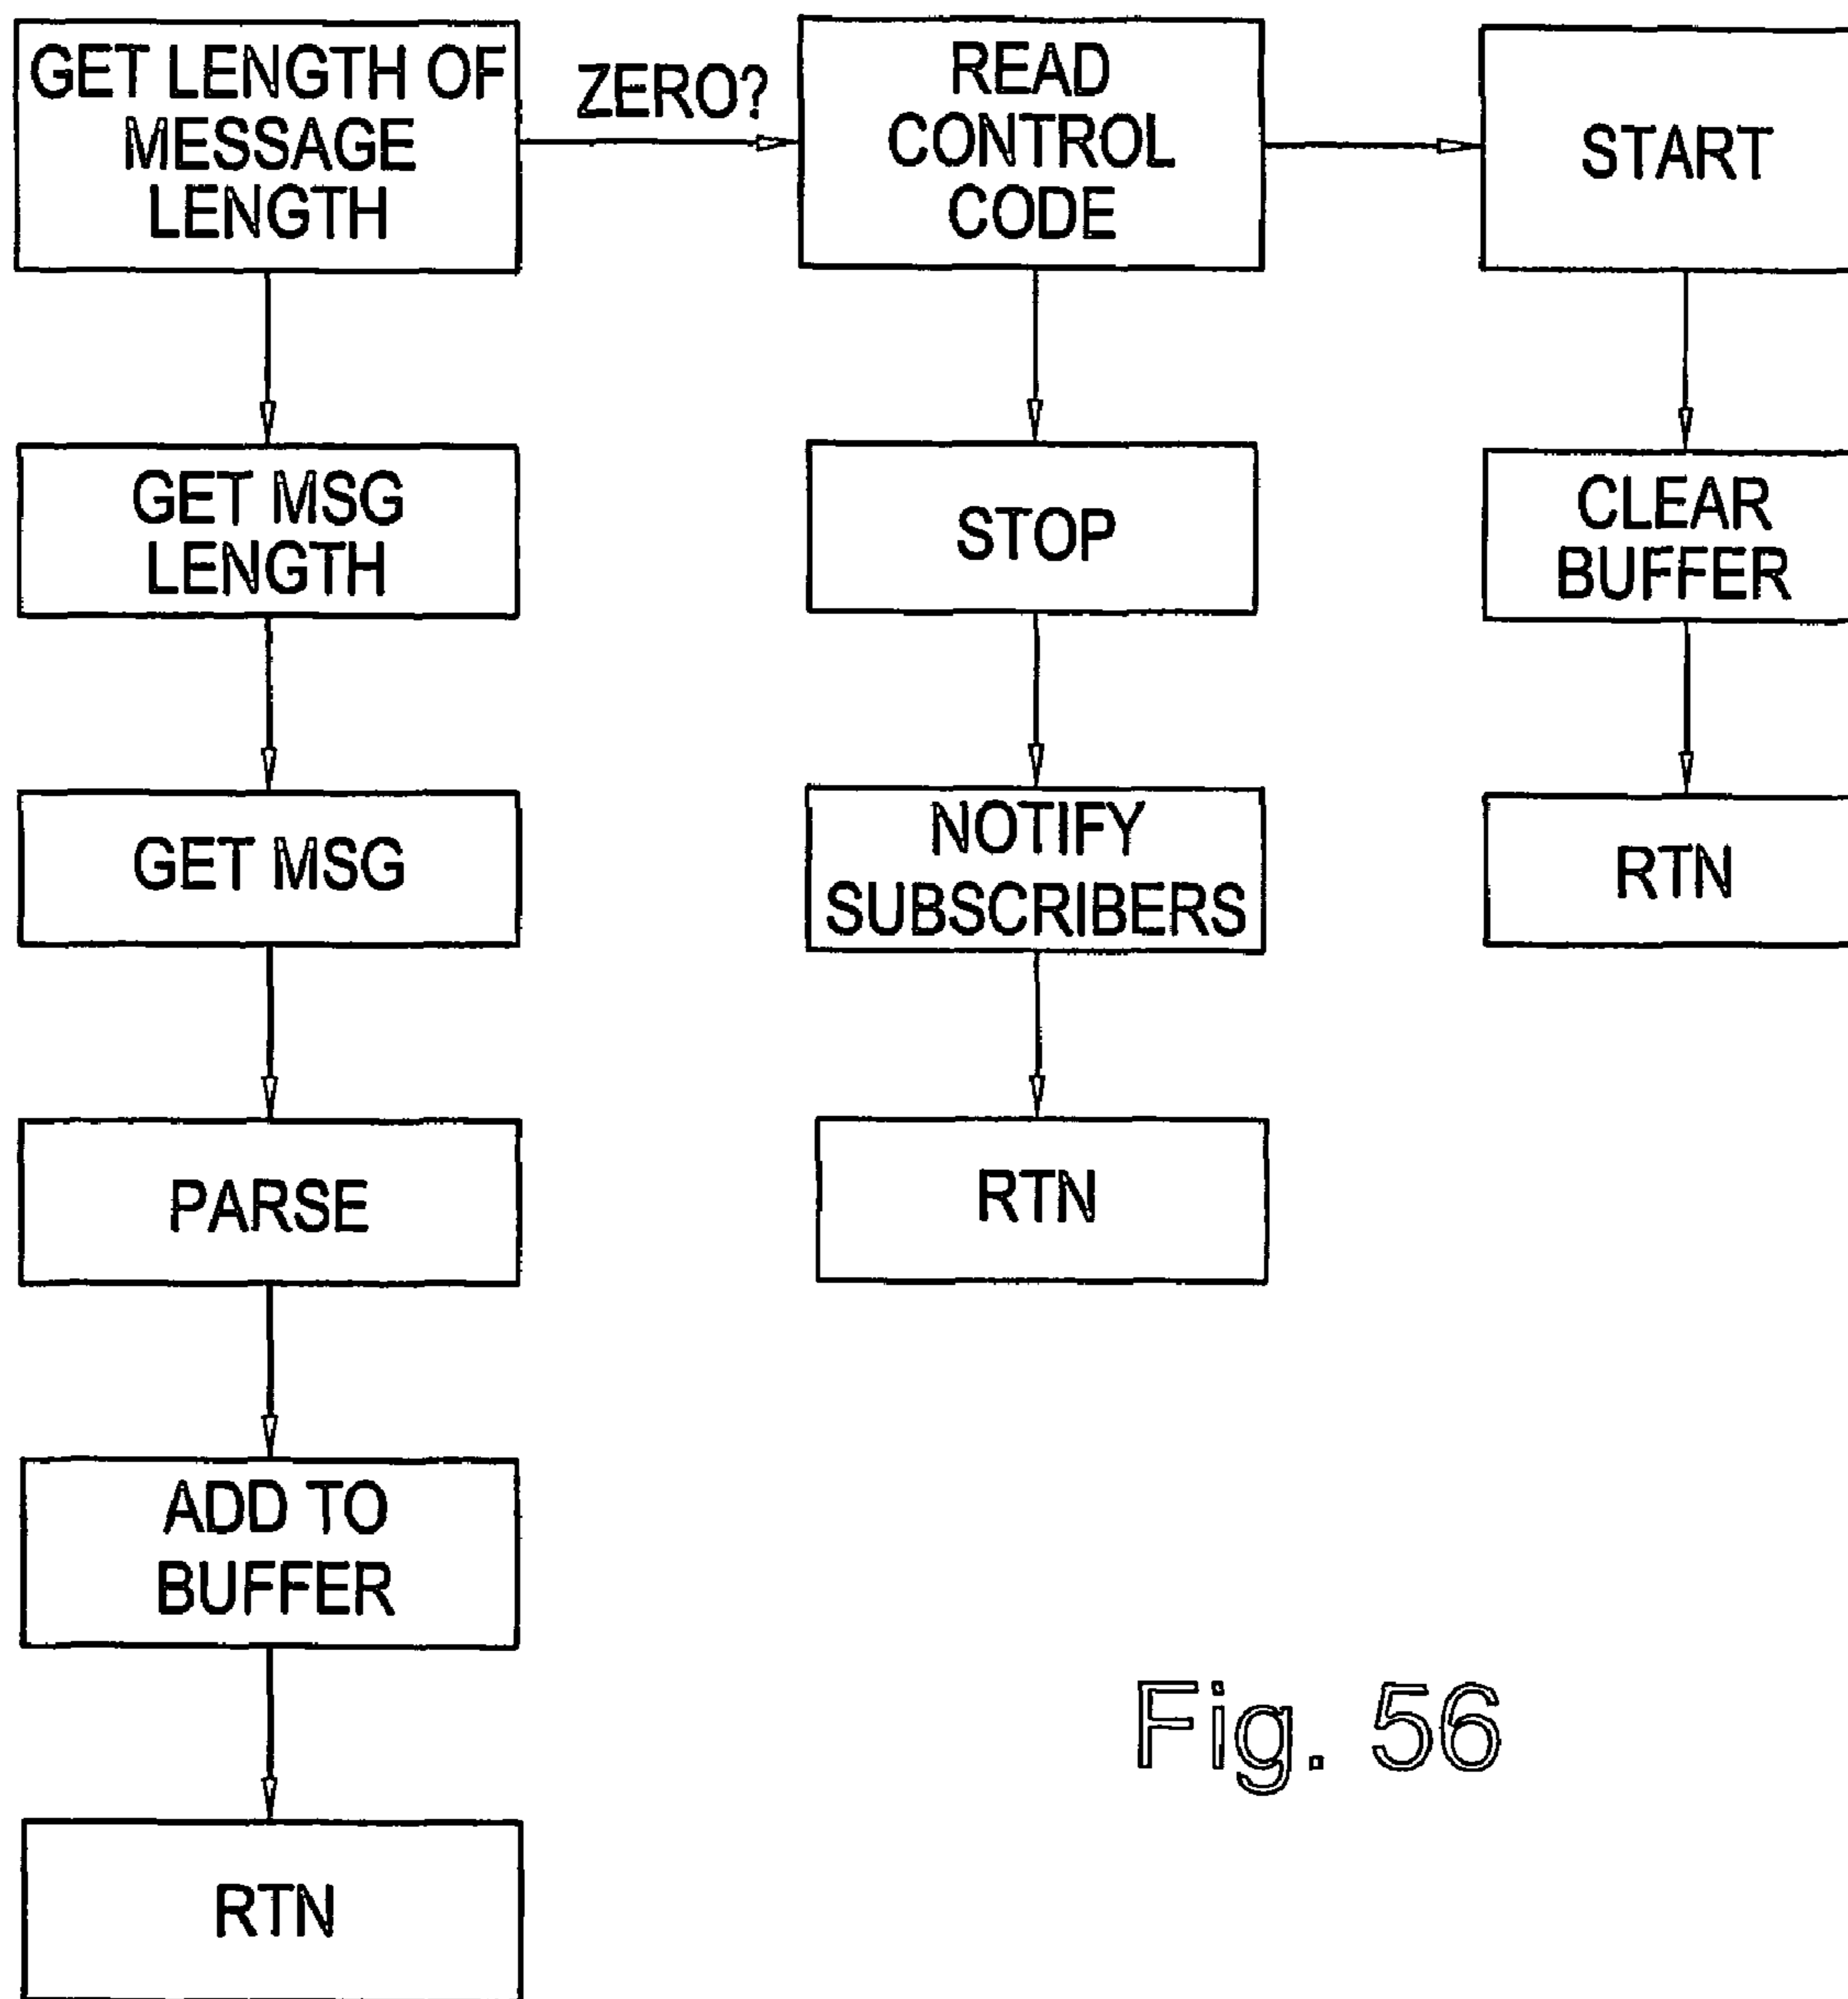 GET LENGTH OF
MESSAGE
LENGTH
ZERO?
READ
CONTROL
CODE
START
GET MSG
LENGTH
STOP
CLEAR
BUFFER
GET MSG
NOTIFY
SUBSCRIBERS
RTN
PARSE
RTN
ADD TO
BUFFER
RTN
Fig. 56